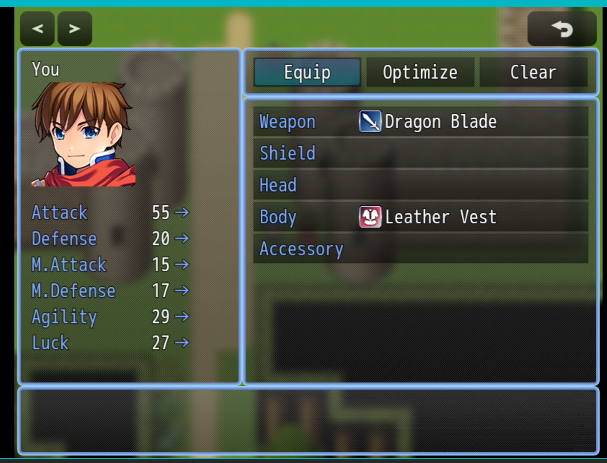 < >
You
Equip Optimize Clear
Weapon Dragon Blade
Shield
Head
Body Leather Vest
Accessory
Attack 55 →
Defense 20 →
M.Attack 15 →
M.Defense 17 →
Agility 29 →
Luck 27 →